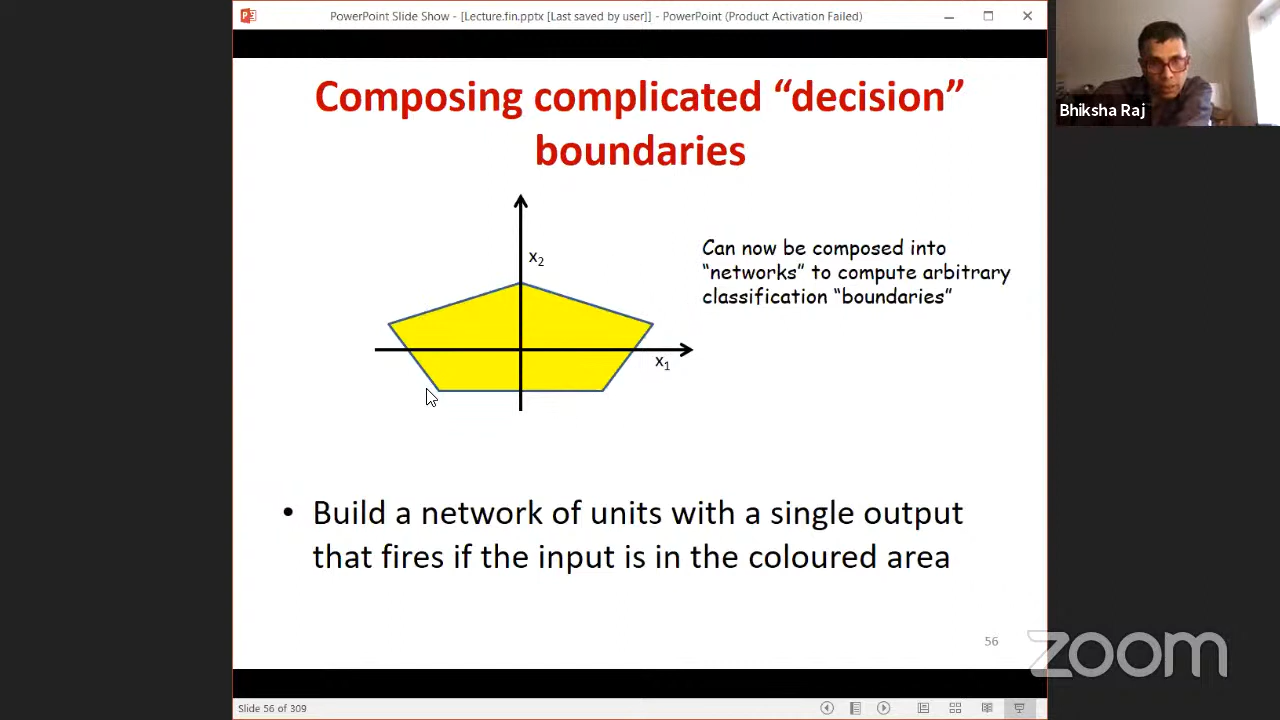 PowerPoint Slide Show - [Lecture.fin.pptx [Last saved by user]] - PowerPoint (Product Activation Failed)
Bhiksha Raj
Composing complicated “decision”
boundaries
x2
Can now be composed into
“networks” to compute arbitrary
classification “boundaries”
x1
• Build a network of units with a single output
that fires if the input is in the coloured area
56
zoom
Slide 56 of 309